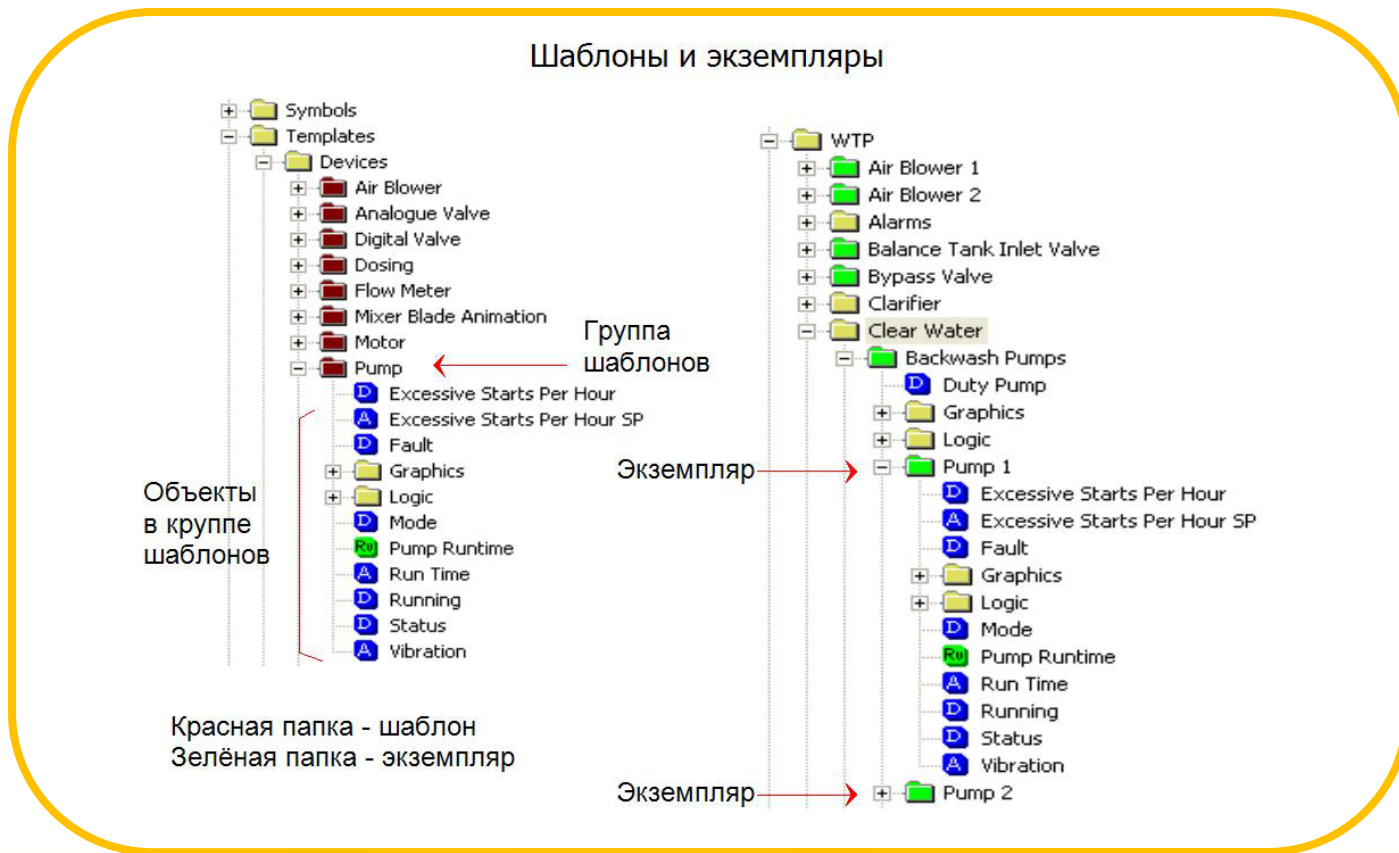 Шаблоны и экземпляры
Symbols
Templates
Devices
Air Blower
Analogue Valve
Digital Valve
Dosing
Flow Meter
Mixer Blade Animation
Motor
Pump
D Excessive Starts Per Hour
A Excessive Starts Per Hour SP
D Fault
Graphics
Logic
D Mode
Ru Pump Runtime
A Run Time
D Running
D Status
A Vibration
Группа
шаблонов
Объекты
в круппе
шаблонов
Красная папка - шаблон
Зелёная папка - экземпляр
WTP
Air Blower 1
Air Blower 2
Alarms
Balance Tank Inlet Valve
Bypass Valve
Clarifier
Clear Water
Backwash Pumps
D Duty Pump
Graphics
Logic
Экземпляр
Pump 1
D Excessive Starts Per Hour
A Excessive Starts Per Hour SP
D Fault
Graphics
Logic
D Mode
Ru Pump Runtime
A Run Time
D Running
D Status
A Vibration
Экземпляр
Pump 2